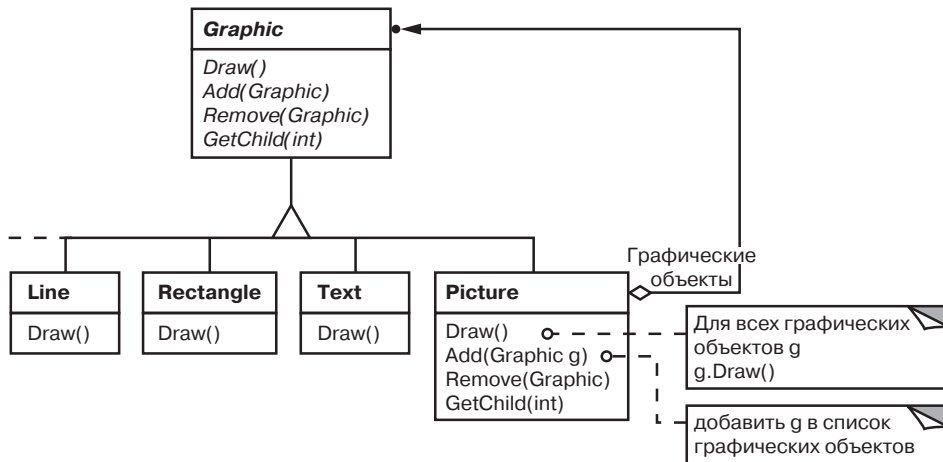 Graphic
Draw()
Add(Graphic)
Remove(Graphic)
GetChild(int)
Графические
объекты
Line
Draw()
Rectangle
Draw()
Text
Draw()
Picture
Draw()
Add(Graphic g)
Remove(Graphic)
GetChild(int)
Для всех графических
объектов g
g.Draw()
добавить g в список
графических объектов